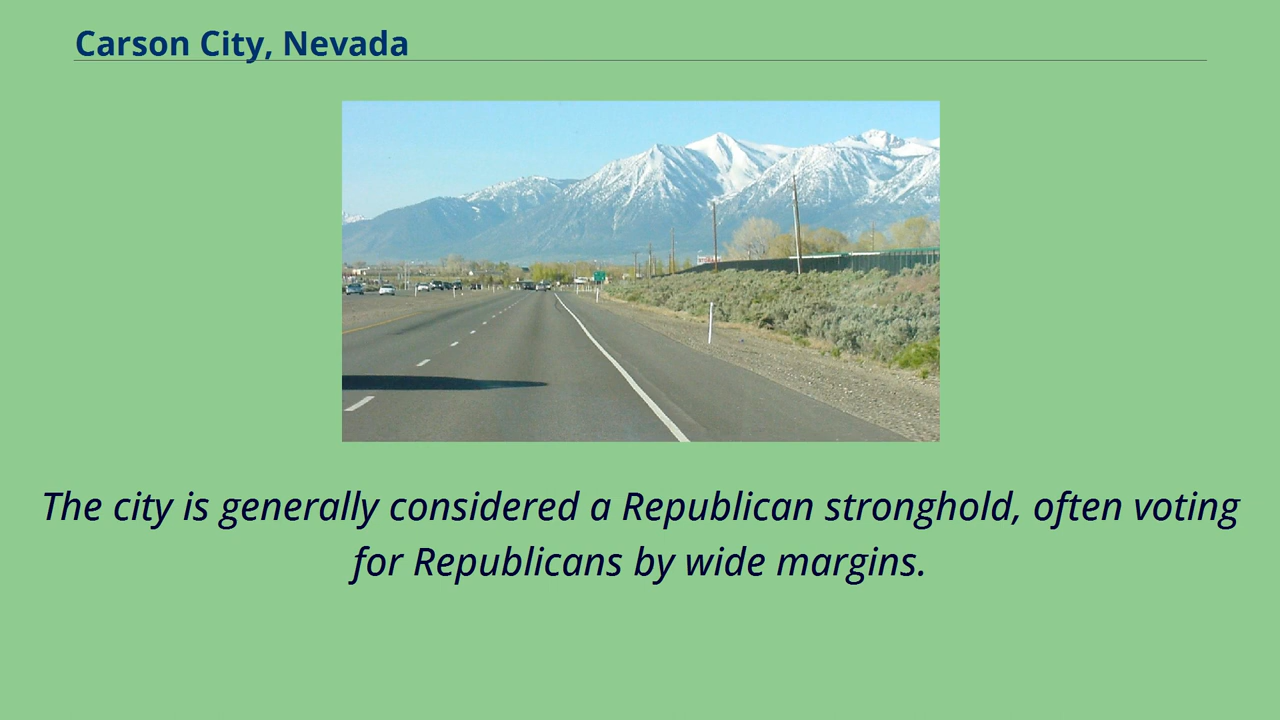 Carson City, Nevada
The city is generally considered a Republican stronghold, often voting
for Republicans by wide margins.